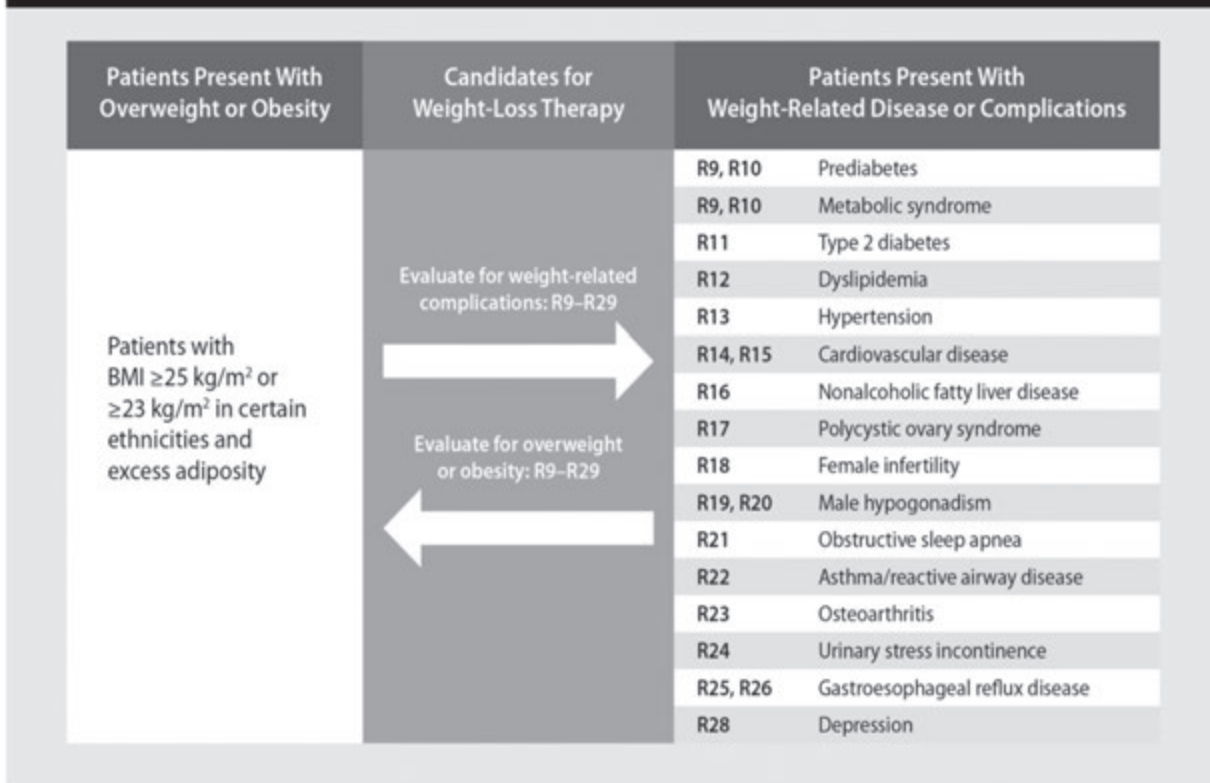 Patients Present With
Overweight or Obesity
Candidates for
Weight-Loss Therapy
Patients Present With
Weight-Related Disease or Complications
Patients with
BMI ≥25 kg/m² or
≥23 kg/m² in certain
ethnicities and
excess adiposity
Evaluate for weight-related
complications: R9–R29
Evaluate for overweight
or obesity: R9–R29
R9, R10 Prediabetes
R9, R10 Metabolic syndrome
R11 Type 2 diabetes
R12 Dyslipidemia
R13 Hypertension
R14, R15 Cardiovascular disease
R16 Nonalcoholic fatty liver disease
R17 Polycystic ovary syndrome
R18 Female infertility
R19, R20 Male hypogonadism
R21 Obstructive sleep apnea
R22 Asthma/reactive airway disease
R23 Osteoarthritis
R24 Urinary stress incontinence
R25, R26 Gastroesophageal reflux disease
R28 Depression